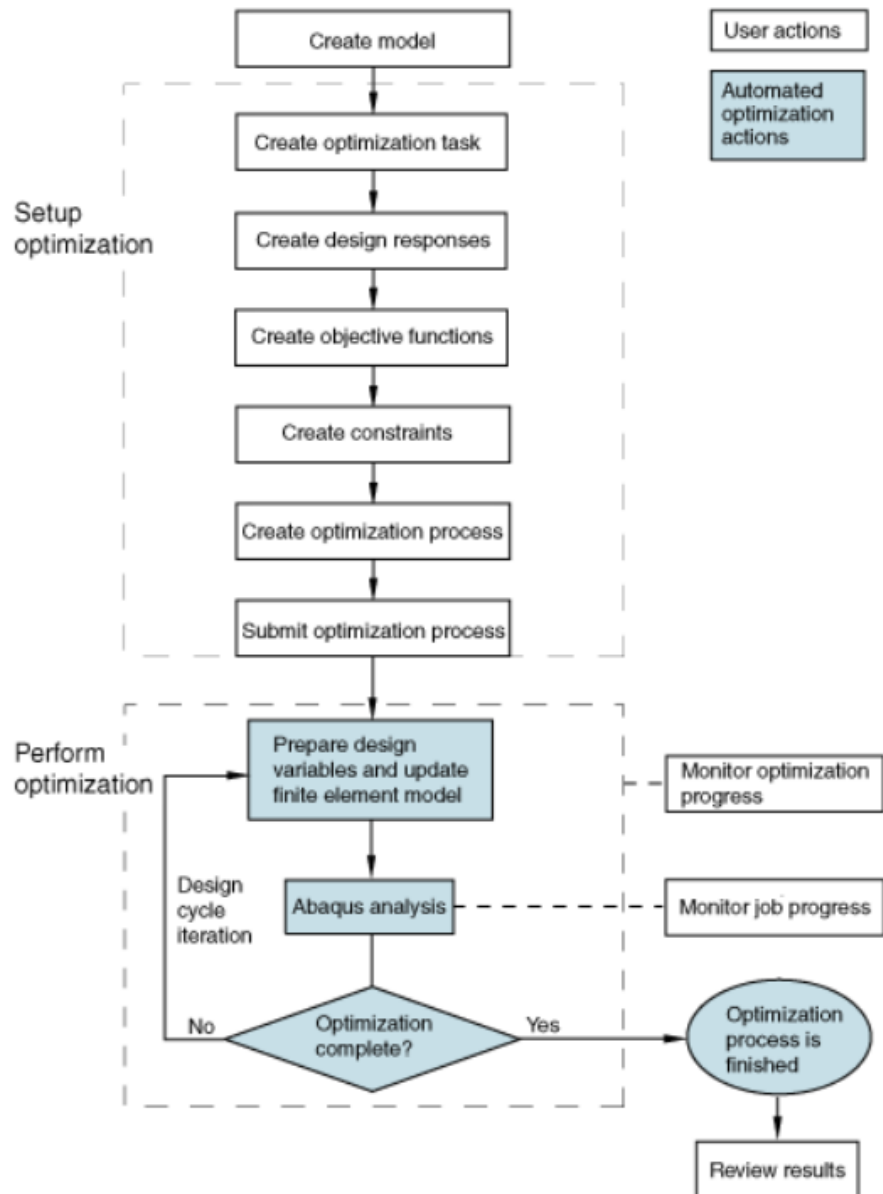 Create model
User actions
Automated
optimization
actions
Create optimization task
Setup
optimization
Create design responses
Create objective functions
Create constraints
Create optimization process
Submit optimization process
Perform
optimization
Prepare design
variables and update
finite element model
Monitor optimization
progress
Design
cycle
iteration
Abaqus analysis
Monitor job progress
No
Optimization
complete?
Yes
Optimization
process is
finished
Review results